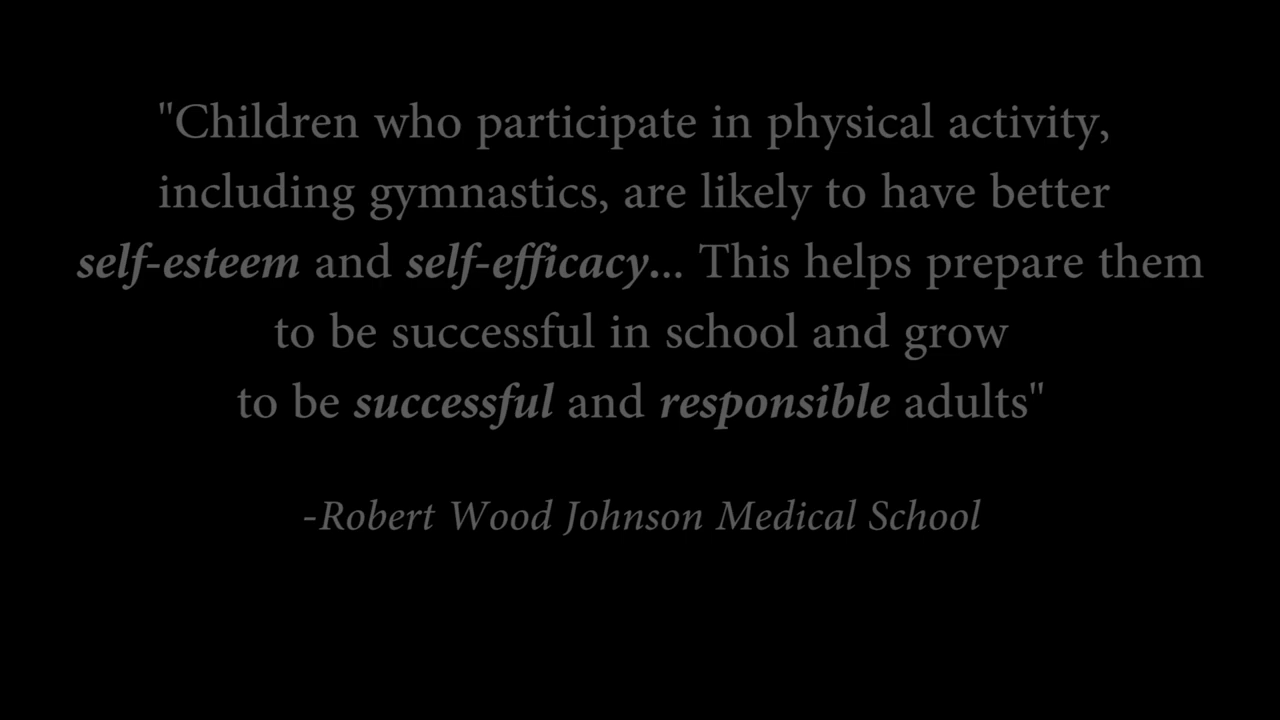 "Children who participate in physical activity,
including gymnastics, are likely to have better
self-esteem and self-efficacy... This helps prepare them
to be successful in school and grow
to be successful and responsible adults"
-Robert Wood Johnson Medical School